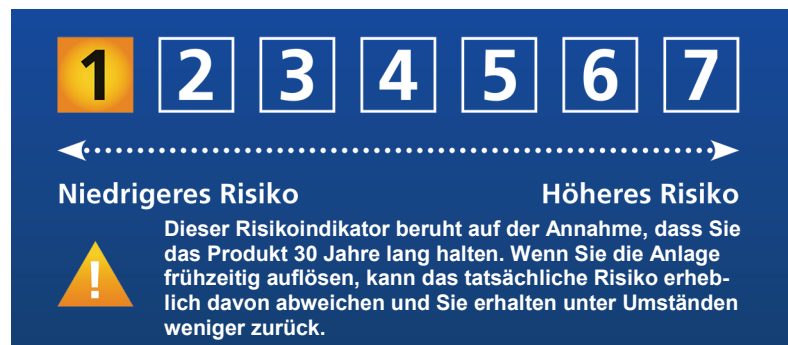 1 2 3 4 5 6 7
Niedrigeres Risiko Höheres Risiko
!
Dieser Risikoindikator beruht auf der Annahme, dass Sie
das Produkt 30 Jahre lang halten. Wenn Sie die Anlage
frühzeitig auflösen, kann das tatsächliche Risiko erheb-
lich davon abweichen und Sie erhalten unter Umständen
weniger zurück.